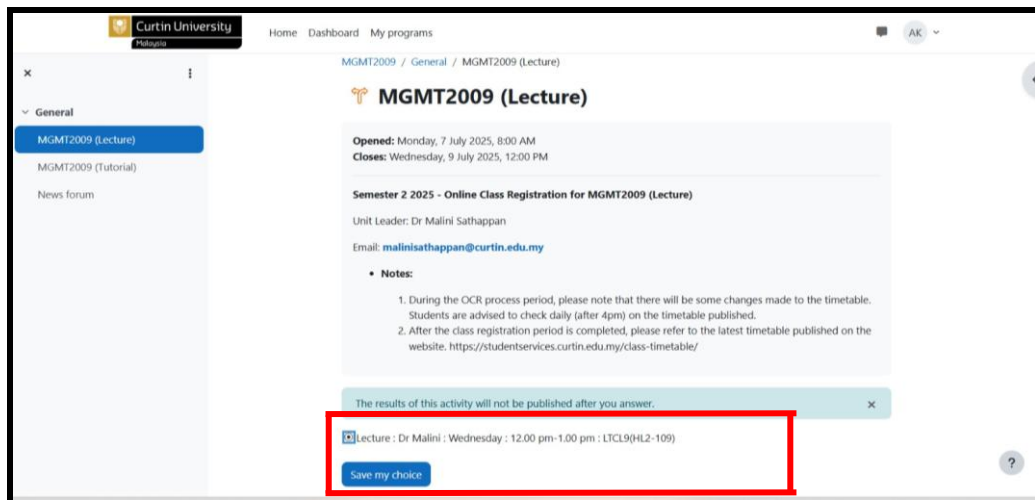 Curtin University
Malaysia
Home Dashboard My programs
AK
General
MGMT2009 (Lecture)
MGMT2009 (Tutorial)
News forum
MGMT2009 / General / MGMT2009 (Lecture)
MGMT2009 (Lecture)
Opened: Monday, 7 July 2025, 8:00 AM
Closes: Wednesday, 9 July 2025, 12:00 PM
Semester 2 2025 - Online Class Registration for MGMT2009 (Lecture)
Unit Leader: Dr Malini Sathappan
Email: malinisathappan@curtin.edu.my
• Notes:
1. During the OCR process period, please note that there will be some changes made to the timetable.
Students are advised to check daily (after 4pm) on the timetable published.
2. After the class registration period is completed, please refer to the latest timetable published on the
website. https://studentservices.curtin.edu.my/class-timetable/
The results of this activity will not be published after you answer.
Lecture : Dr Malini : Wednesday : 12.00 pm-1.00 pm : LTCL9(HL2-109)
Save my choice
?